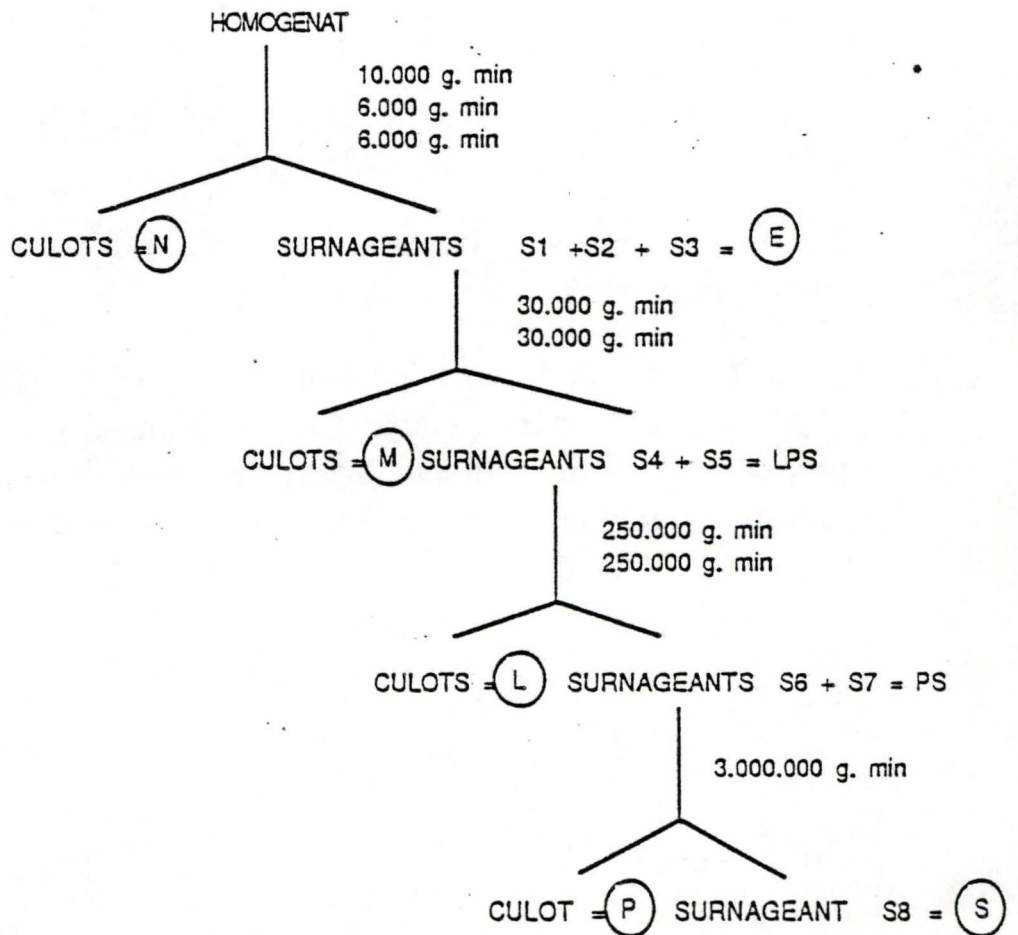 HOMOGENAT
10.000 g. min
6.000 g. min
6.000 g. min
CULOTS = N SURNAGEANTS S1 +S2 + S3 = E
30.000 g. min
30.000 g. min
CULOTS = M SURNAGEANTS S4 + S5 = LPS
250.000 g. min
250.000 g. min
CULOTS = L SURNAGEANTS S6 + S7 = PS
3.000.000 g. min
CULOT = P SURNAGEANT S8 = S